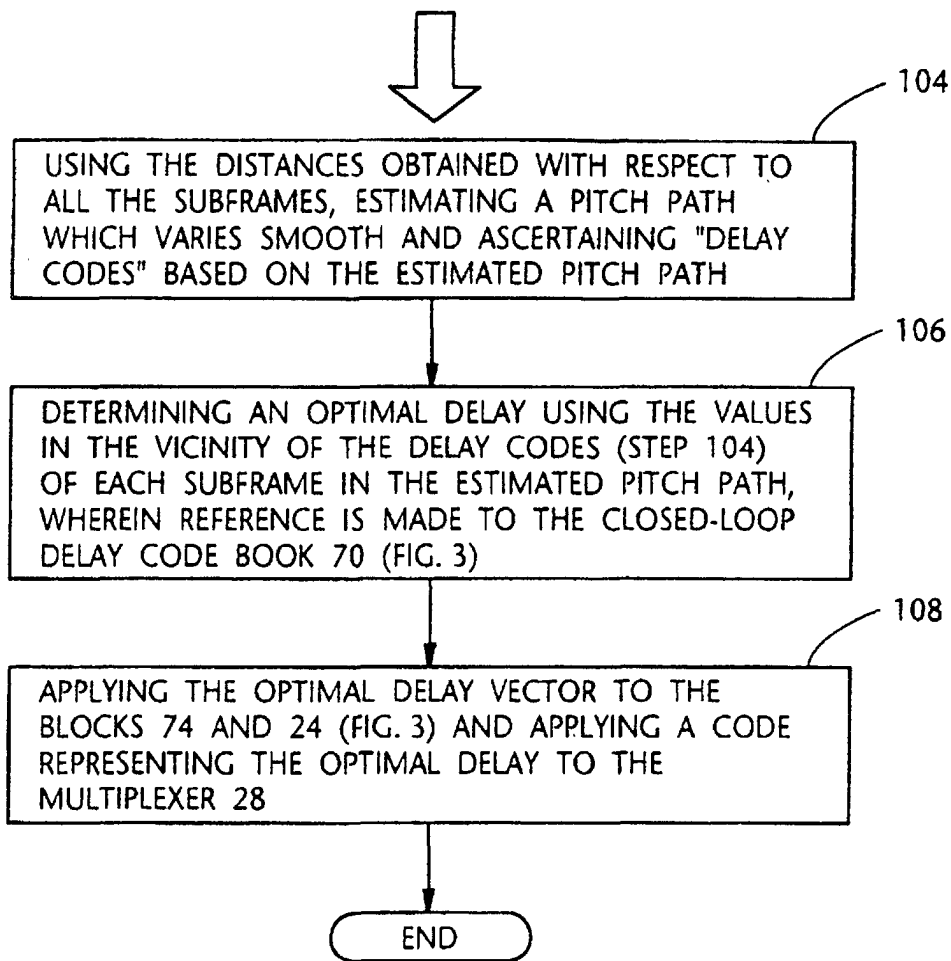 104
USING THE DISTANCES OBTAINED WITH RESPECT TO
ALL THE SUBFRAMES, ESTIMATING A PITCH PATH
WHICH VARIES SMOOTH AND ASCERTAINING "DELAY
CODES" BASED ON THE ESTIMATED PITCH PATH
106
DETERMINING AN OPTIMAL DELAY USING THE VALUES
IN THE VICINITY OF THE DELAY CODES (STEP 104)
OF EACH SUBFRAME IN THE ESTIMATED PITCH PATH,
WHEREIN REFERENCE IS MADE TO THE CLOSED-LOOP
DELAY CODE BOOK 70 (FIG. 3)
108
APPLYING THE OPTIMAL DELAY VECTOR TO THE
BLOCKS 74 AND 24 (FIG. 3) AND APPLYING A CODE
REPRESENTING THE OPTIMAL DELAY TO THE
MULTIPLEXER 28
END